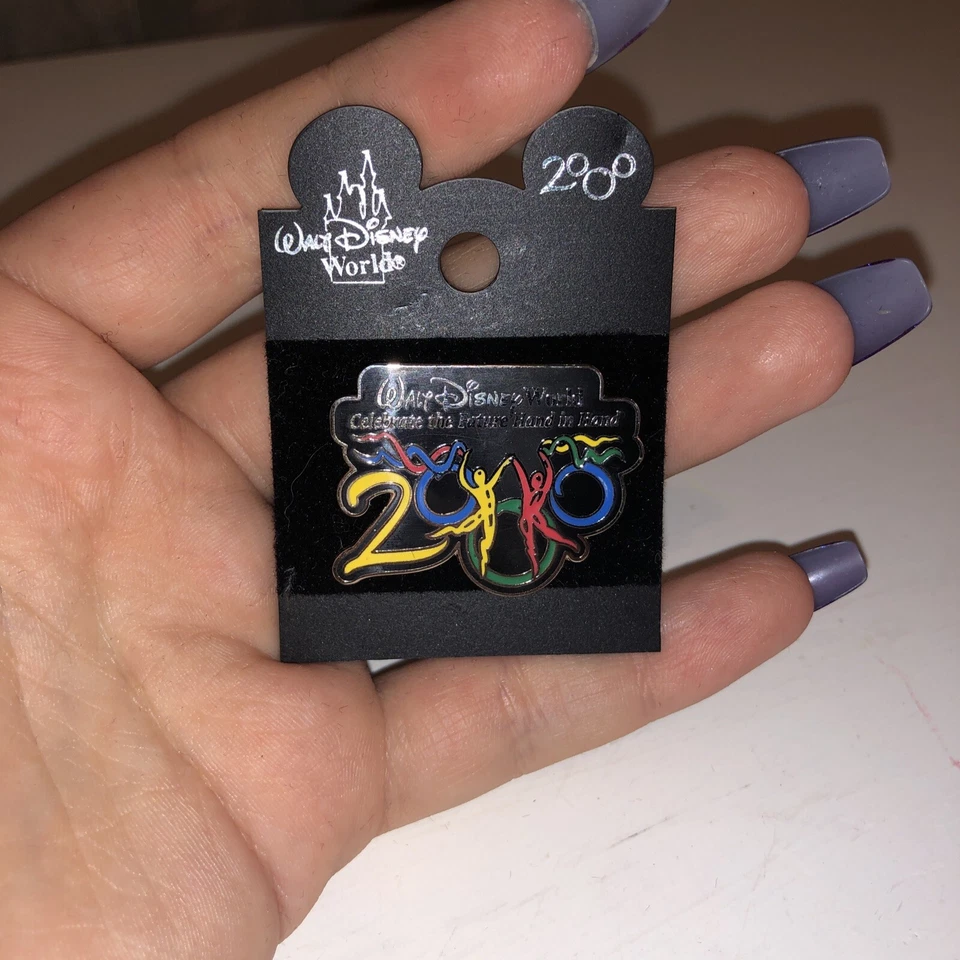 Walt Disney
World®
2000
Walt Disney World
Celebrate the Future Hand in Hand
2000